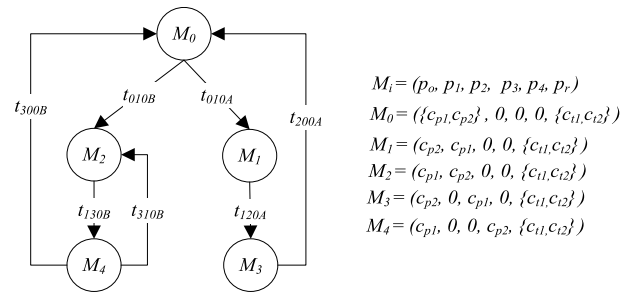 M0
t010B
t010A
t300B
t200A
M2
M1
t130B
t310B
t120A
M4
M3
Mi = (po, p1, p2, p3, p4, pr)
M0 = ({cp1,cp2} , 0, 0, 0, {ct1,ct2})
M1 = (cp2, cp1, 0, 0, {ct1,ct2})
M2 = (cp1, cp2, 0, 0, {ct1,ct2})
M3 = (cp2, 0, cp1, 0, {ct1,ct2})
M4 = (cp1, 0, 0, cp2, {ct1,ct2})